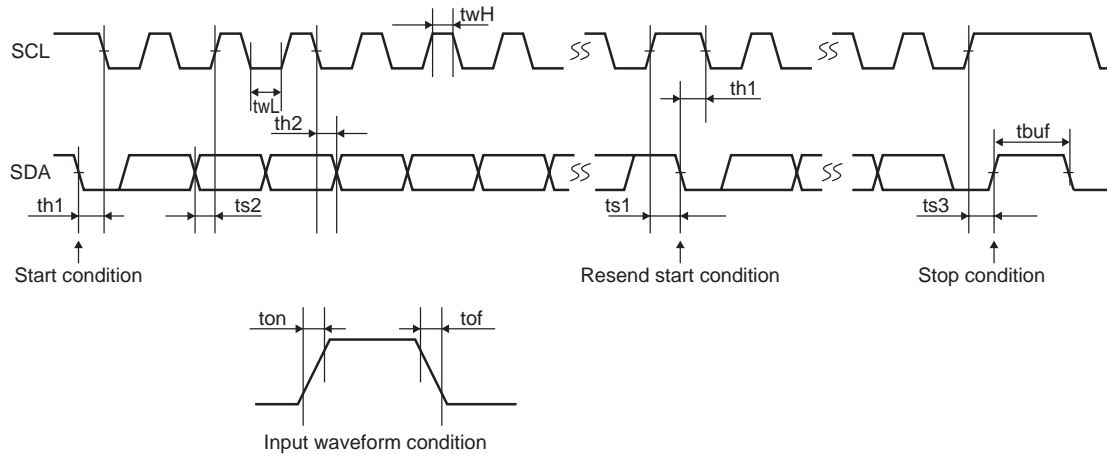 twH
SCL
twL
th1
th2
tbuf
SDA
th1
ts2
ts1
ts3
Start condition
Resend start condition
Stop condition
ton
tof
Input waveform condition